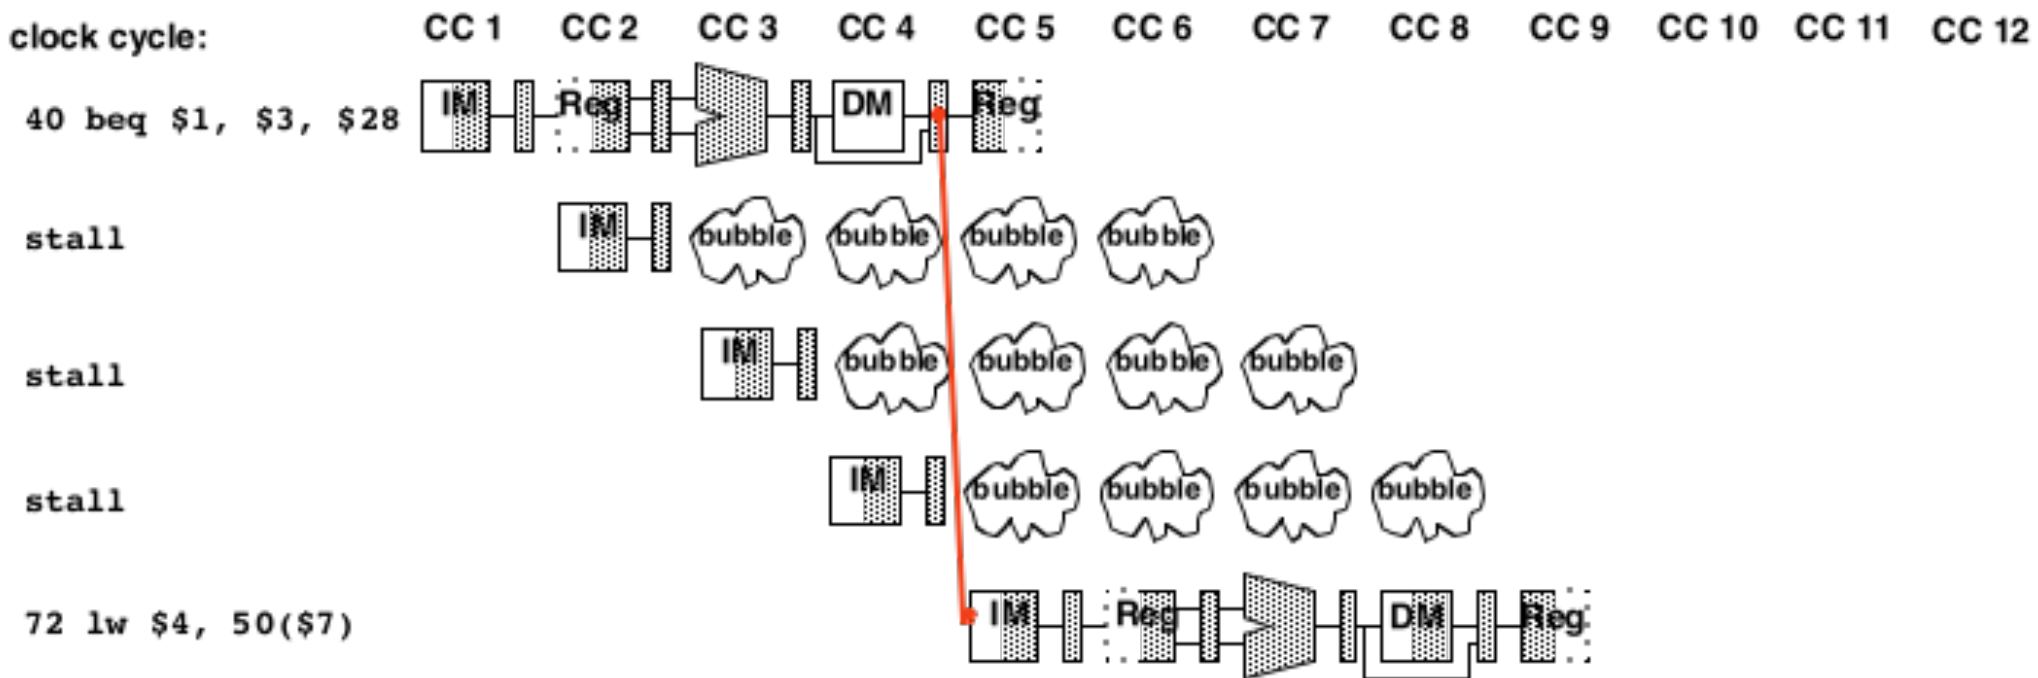 clock cycle: CC 1 CC 2 CC 3 CC 4 CC 5 CC 6 CC 7 CC 8 CC 9 CC 10 CC 11 CC 12
40 beq $1, $3, $28 IM Reg DM Reg
stall IM bubble bubble bubble bubble
stall IM bubble bubble bubble bubble
stall IM bubble bubble bubble bubble
72 lw $4, 50($7) IM Reg DM Reg